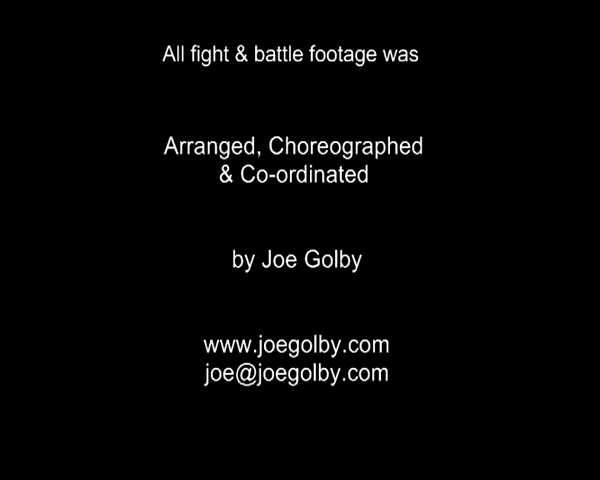 All fight & battle footage was
Arranged, Choreographed
& Co-ordinated
by Joe Golby
www.joegolby.com
joe@joegolby.com